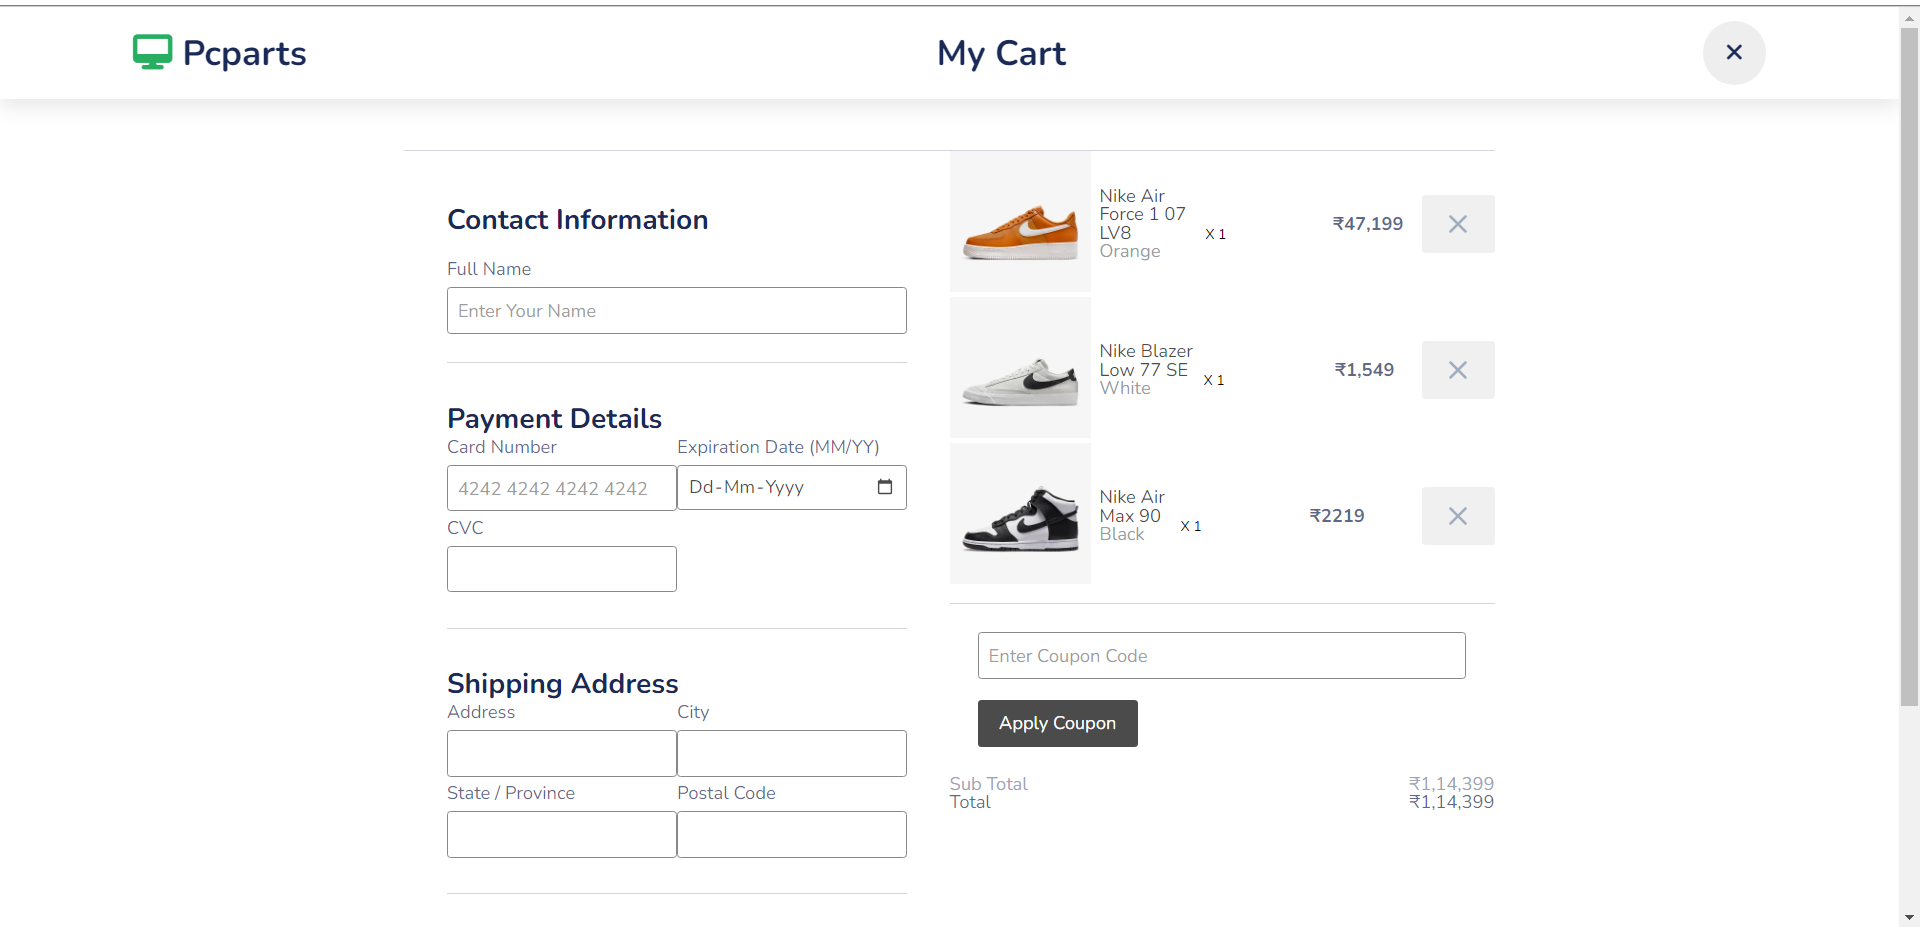 Pcparts
My Cart
Contact Information
Full Name
Enter Your Name
Payment Details
Card Number
Expiration Date (MM/YY)
4242 4242 4242 4242
Dd-Mm-Yyyy
CVC
Shipping Address
Address
City
State / Province
Postal Code
Nike Air
Force 1 07
LV8
Orange
X 1
₹47,199
Nike Blazer
Low 77 SE
White
X 1
₹1,549
Nike Air
Max 90
Black
X 1
₹2219
Enter Coupon Code
Apply Coupon
Sub Total
₹1,14,399
Total
₹1,14,399